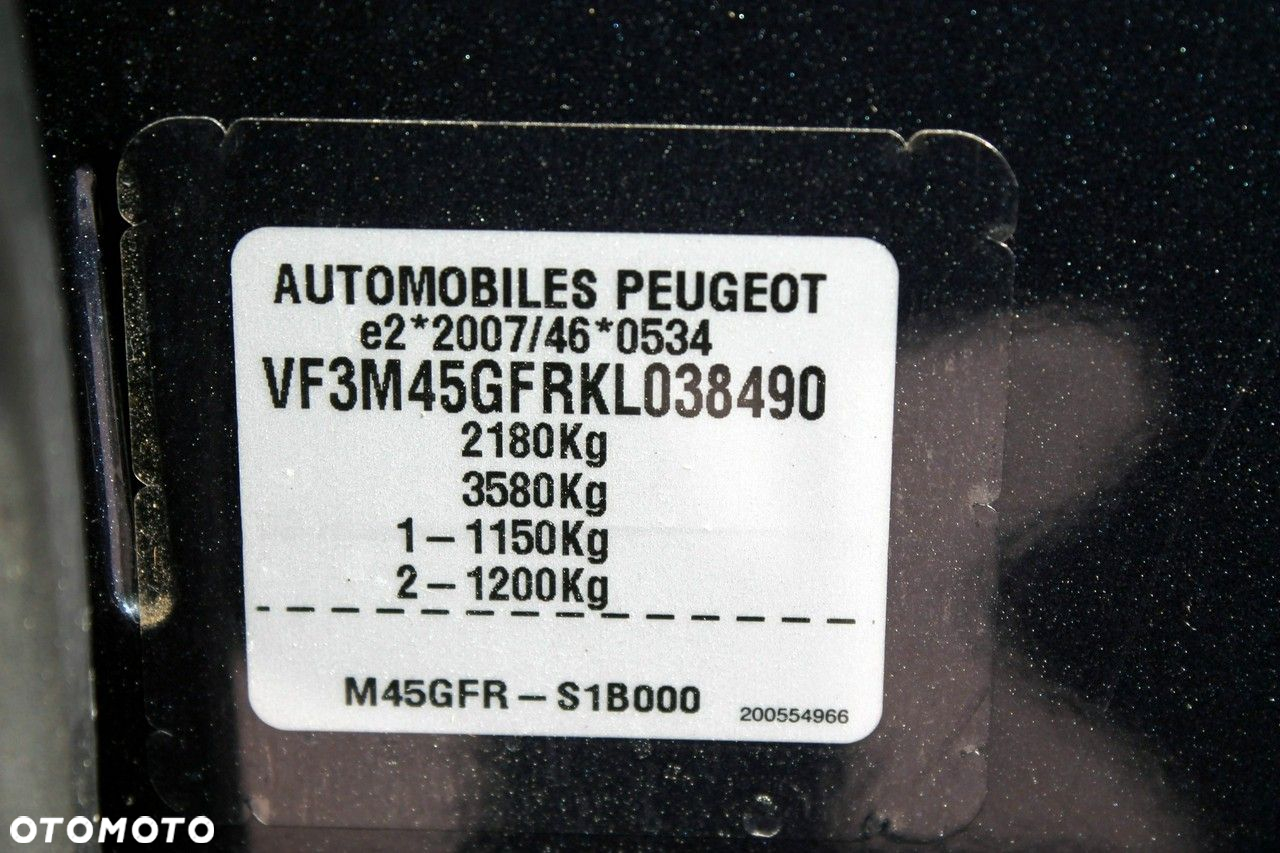 AUTOMOBILES PEUGEOT
e2*2007/46*0534
VF3M45GFRKL038490
2180Kg
3580Kg
1-1150Kg
2-1200Kg
M45GFR-S1B000
200554966
OTOMOTO